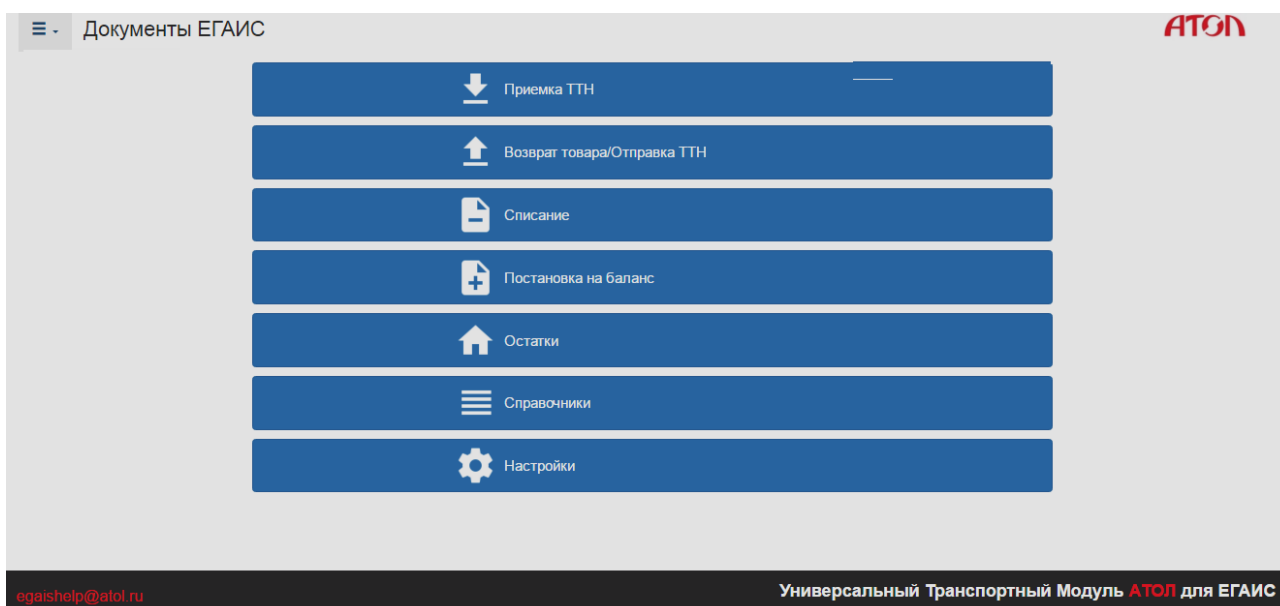 Документы ЕГАИС
АТОЛ
Приемка ТТН
Возврат товара/Отправка ТТН
Списание
Постановка на баланс
Остатки
Справочники
Настройки
egaishelp@atol.ru
Универсальный Транспортный Модуль АТОЛ для ЕГАИС